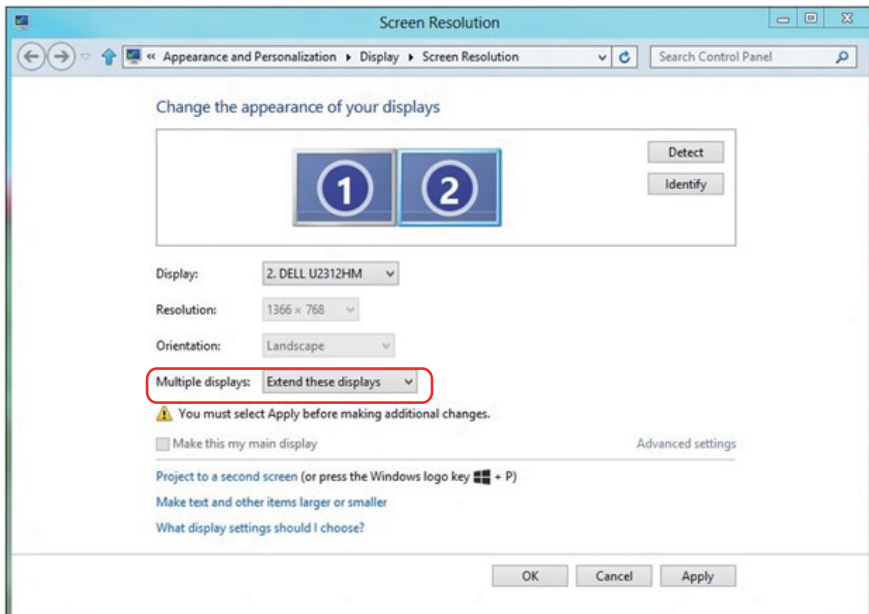 Screen Resolution
« Appearance and Personalization ▸ Display ▸ Screen Resolution
Search Control Panel
Change the appearance of your displays
1 2
Detect
Identify
Display: 2. DELL U2312HM
Resolution: 1366 × 768
Orientation: Landscape
Multiple displays: Extend these displays
You must select Apply before making additional changes.
Make this my main display
Advanced settings
Project to a second screen (or press the Windows logo key + P)
Make text and other items larger or smaller
What display settings should I choose?
OK Cancel Apply